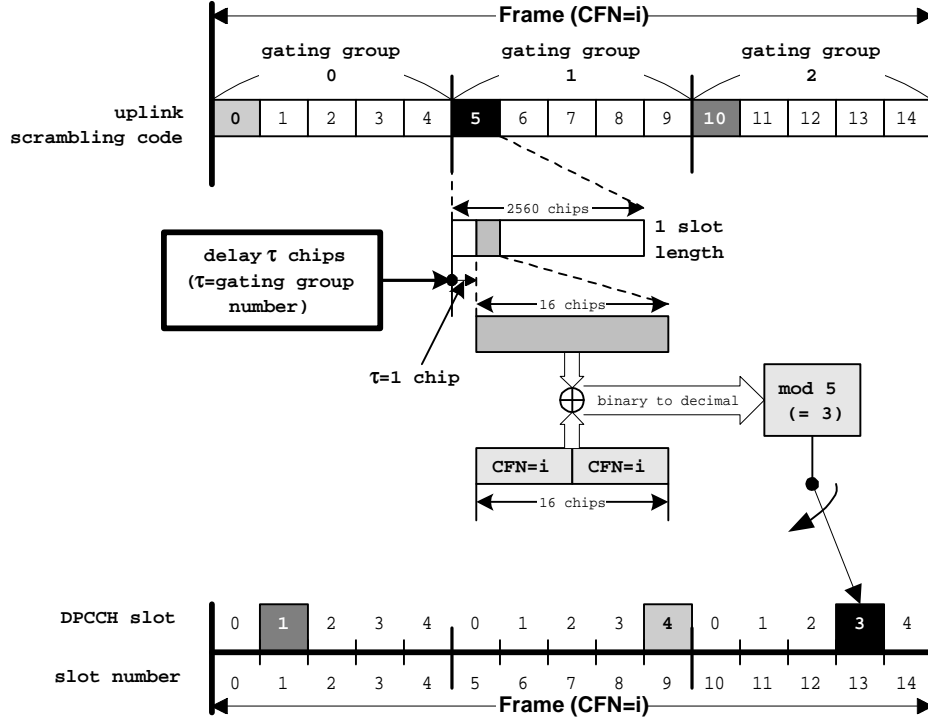 Frame (CFN=i)
gating group 0
gating group 1
gating group 2
uplink scrambling code
0 1 2 3 4 5 6 7 8 9 10 11 12 13 14
2560 chips
1 slot length
delay τ chips
(τ=gating group
number)
16 chips
τ=1 chip
binary to decimal
mod 5
(= 3)
CFN=i CFN=i
16 chips
DPCCH slot
0 1 2 3 4 0 1 2 3 4 0 1 2 3 4
slot number
0 1 2 3 4 5 6 7 8 9 10 11 12 13 14
Frame (CFN=i)